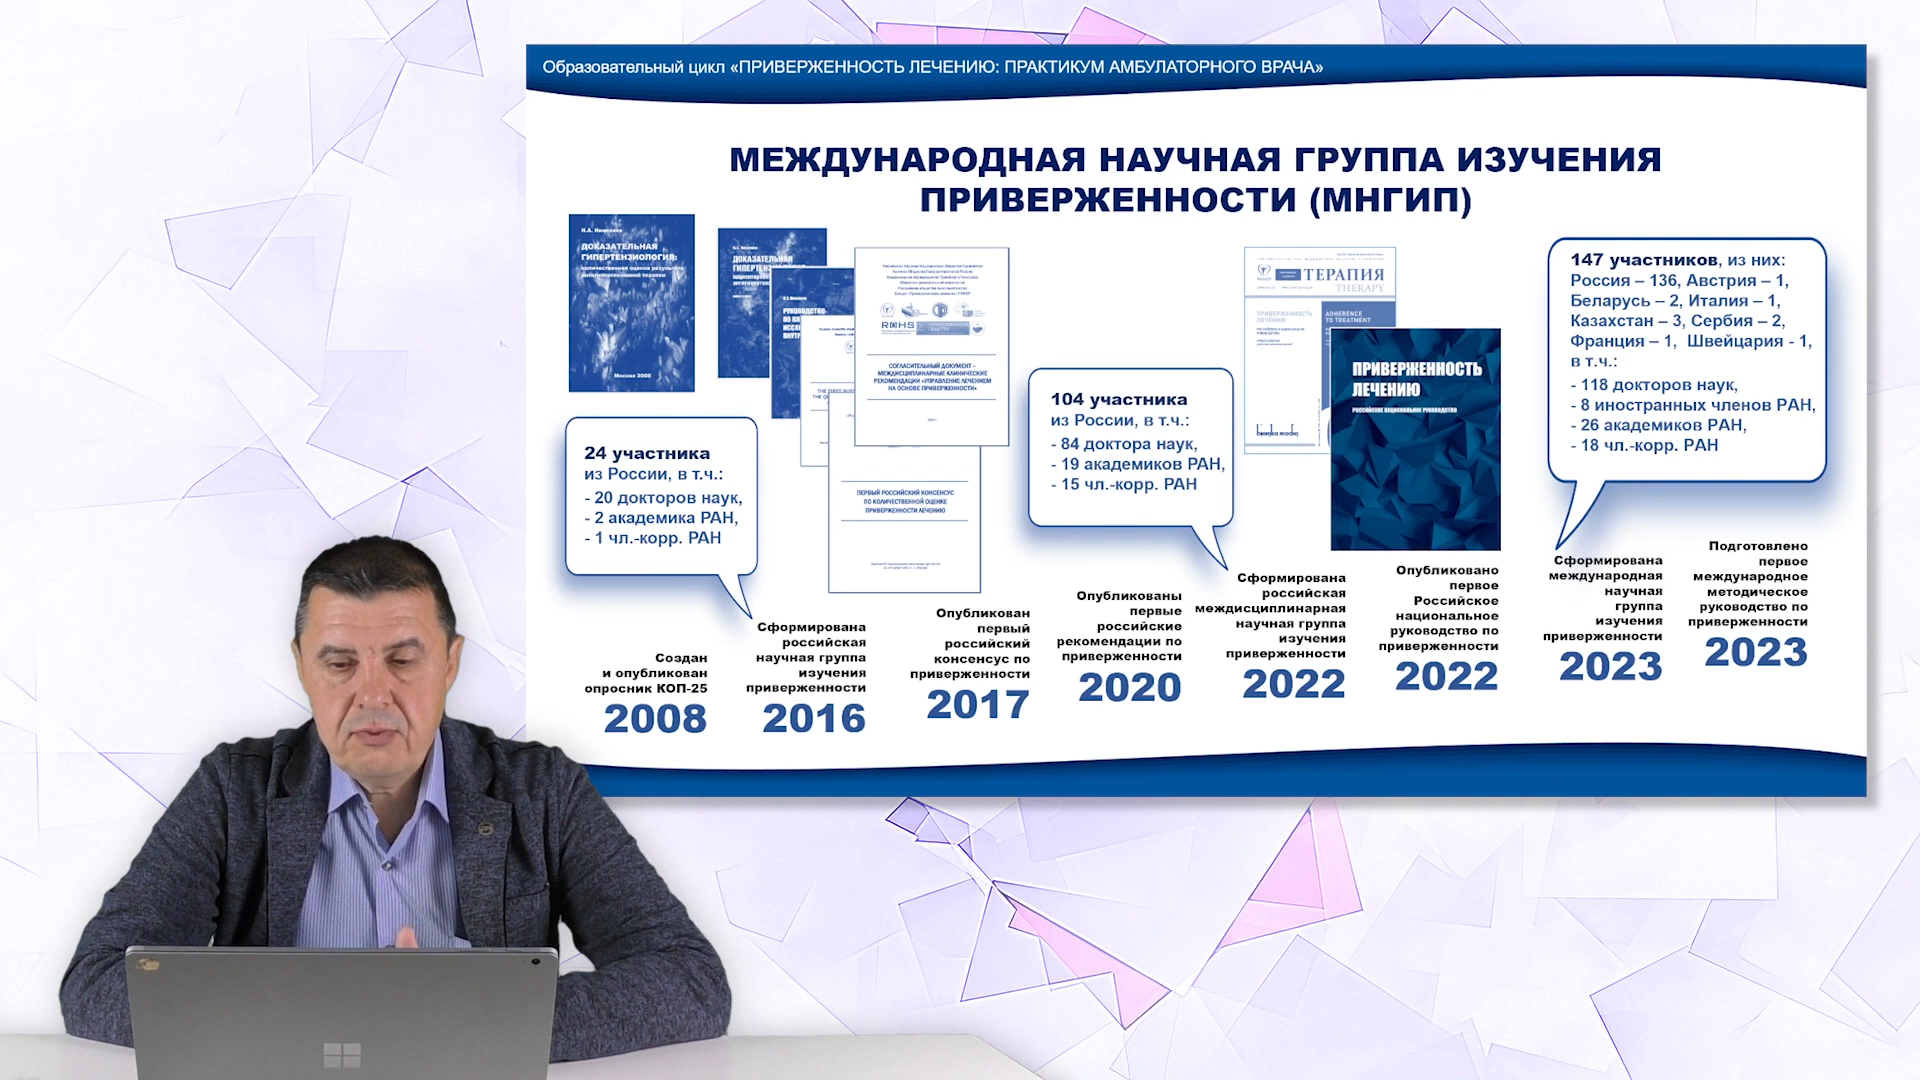 Образовательный цикл «ПРИВЕРЖЕННОСТЬ ЛЕЧЕНИЮ: ПРАКТИКУМ АМБУЛАТОРНОГО ВРАЧА»
МЕЖДУНАРОДНАЯ НАУЧНАЯ ГРУППА ИЗУЧЕНИЯ
ПРИВЕРЖЕННОСТИ (МНГИП)
ДОКАЗАТЕЛЬНАЯ
ГИПЕРТЕНЗИОЛОГИЯ:
Москва 2008
24 участника
из России, в т.ч.:
- 20 докторов наук,
- 2 академика РАН,
- 1 чл.-корр. РАН
СОГЛАСИТЕЛЬНЫЙ ДОКУМЕНТ –
МЕЖДИСЦИПЛИНАРНЫЕ КЛИНИЧЕСКИЕ
РЕКОМЕНДАЦИИ «УПРАВЛЕНИЕ ЛЕЧЕНИЕМ
НА ОСНОВЕ ПРИВЕРЖЕННОСТИ»
ПЕРВЫЙ РОССИЙСКИЙ КОНСЕНСУС
ПО КОЛИЧЕСТВЕННОЙ ОЦЕНКЕ
ПРИВЕРЖЕННОСТИ ЛЕЧЕНИЮ
104 участника
из России, в т.ч.:
- 84 доктора наук,
- 19 академиков РАН,
- 15 чл.-корр. РАН
ТЕРАПИЯ
THERAPY
ПРИВЕРЖЕННОСТЬ
ЛЕЧЕНИЮ
ADHERENCE
TO TREATMENT
ПРИВЕРЖЕННОСТЬ
ЛЕЧЕНИЮ
РОССИЙСКОЕ НАЦИОНАЛЬНОЕ РУКОВОДСТВО
147 участников, из них:
Россия – 136, Австрия – 1,
Беларусь – 2, Италия – 1,
Казахстан – 3, Сербия – 2,
Франция – 1, Швейцария - 1,
в т.ч.:
- 118 докторов наук,
- 8 иностранных членов РАН,
- 26 академиков РАН,
- 18 чл.-корр. РАН
Создан
и опубликован
опросник КОП-25
2008
Сформирована
российская
научная группа
изучения
приверженности
2016
Опубликован
первый
российский
консенсус по
приверженности
2017
Опубликованы
первые
российские
рекомендации по
приверженности
2020
Сформирована
российская
междисциплинарная
научная группа
изучения
приверженности
2022
Опубликовано
первое
Российское
национальное
руководство по
приверженности
2022
Сформирована
международная
научная
группа
изучения
приверженности
2023
Подготовлено
первое
международное
методическое
руководство по
приверженности
2023